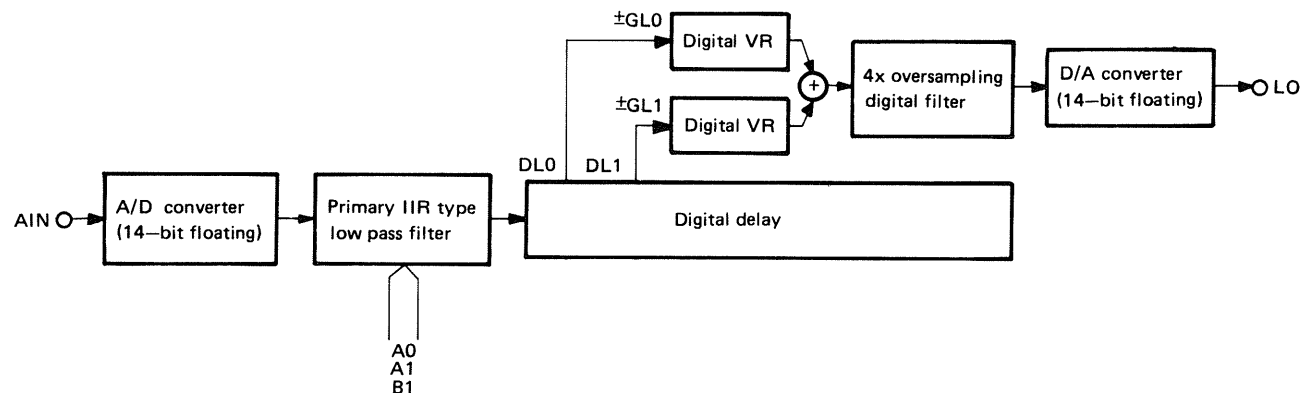 ±GL0
Digital VR
4x oversampling
digital filter
D/A converter
(14-bit floating)
LO
+
±GL1
Digital VR
DL0
DL1
AIN
A/D converter
(14-bit floating)
Primary IIR type
low pass filter
Digital delay
A0
A1
B1